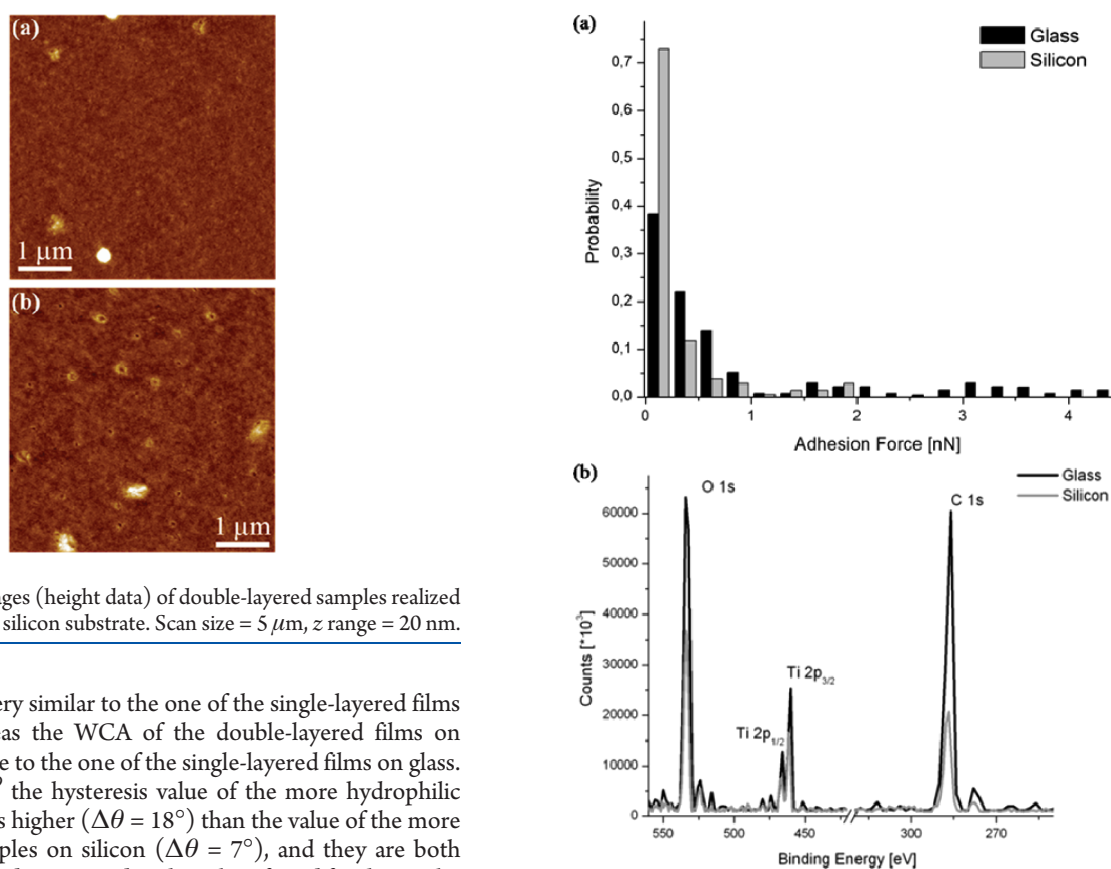 (a)
1 μm
(b)
1 μm
ges (height data) of double-layered samples realized
silicon substrate. Scan size = 5 μm, z range = 20 nm.
ery similar to the one of the single-layered films
as the WCA of the double-layered films on
e to the one of the single-layered films on glass.
the hysteresis value of the more hydrophilic
s higher (Δθ = 18°) than the value of the more
ples on silicon (Δθ = 7°), and they are both
(a)
Glass
Silicon
0,7
0,6
0,5
0,4
0,3
0,2
0,1
0,0
Probability
0 1 2 3 4
Adhesion Force [nN]
(b)
Glass
Silicon
O 1s
C 1s
Ti 2p3/2
Ti 2p1/2
60000
50000
40000
30000
20000
10000
0
Counts [*10³]
550 500 450 300 270
Binding Energy [eV]